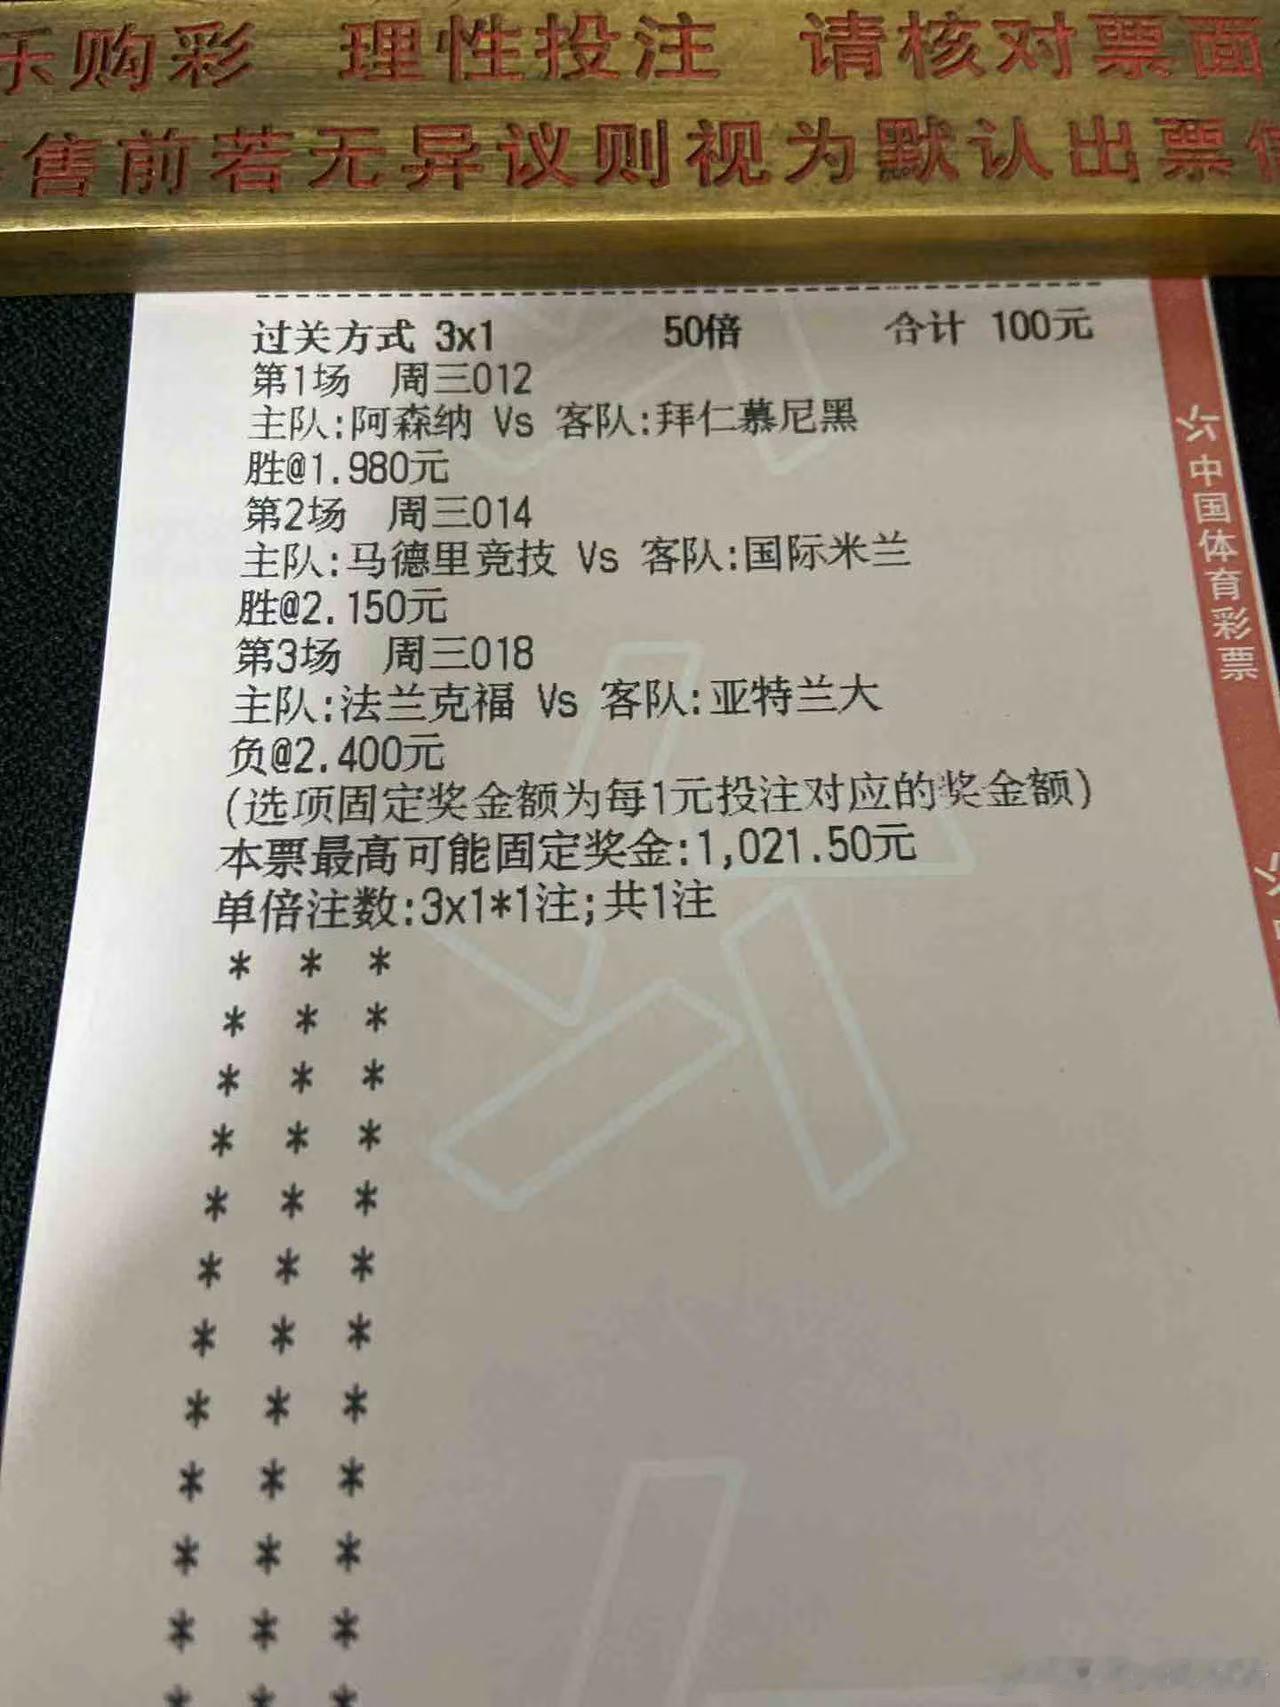 乐购彩 理性投注 请核对票面
售前若无异议则视为默认出票
过关方式 3x1 50倍 合计 100元
第1场 周三012
主队:阿森纳 Vs 客队:拜仁慕尼黑
胜@1.980元
第2场 周三014
主队:马德里竞技 Vs 客队:国际米兰
胜@2.150元
第3场 周三018
主队:法兰克福 Vs 客队:亚特兰大
负@2.400元
(选项固定奖金额为每1元投注对应的奖金额)
本票最高可能固定奖金:1,021.50元
单倍注数:3x1*1注;共1注
* * *
* * *
* * *
* * *
* * *
* * *
* * *
* * *
* * *
* * *
* * *
* * *
中国体育彩票